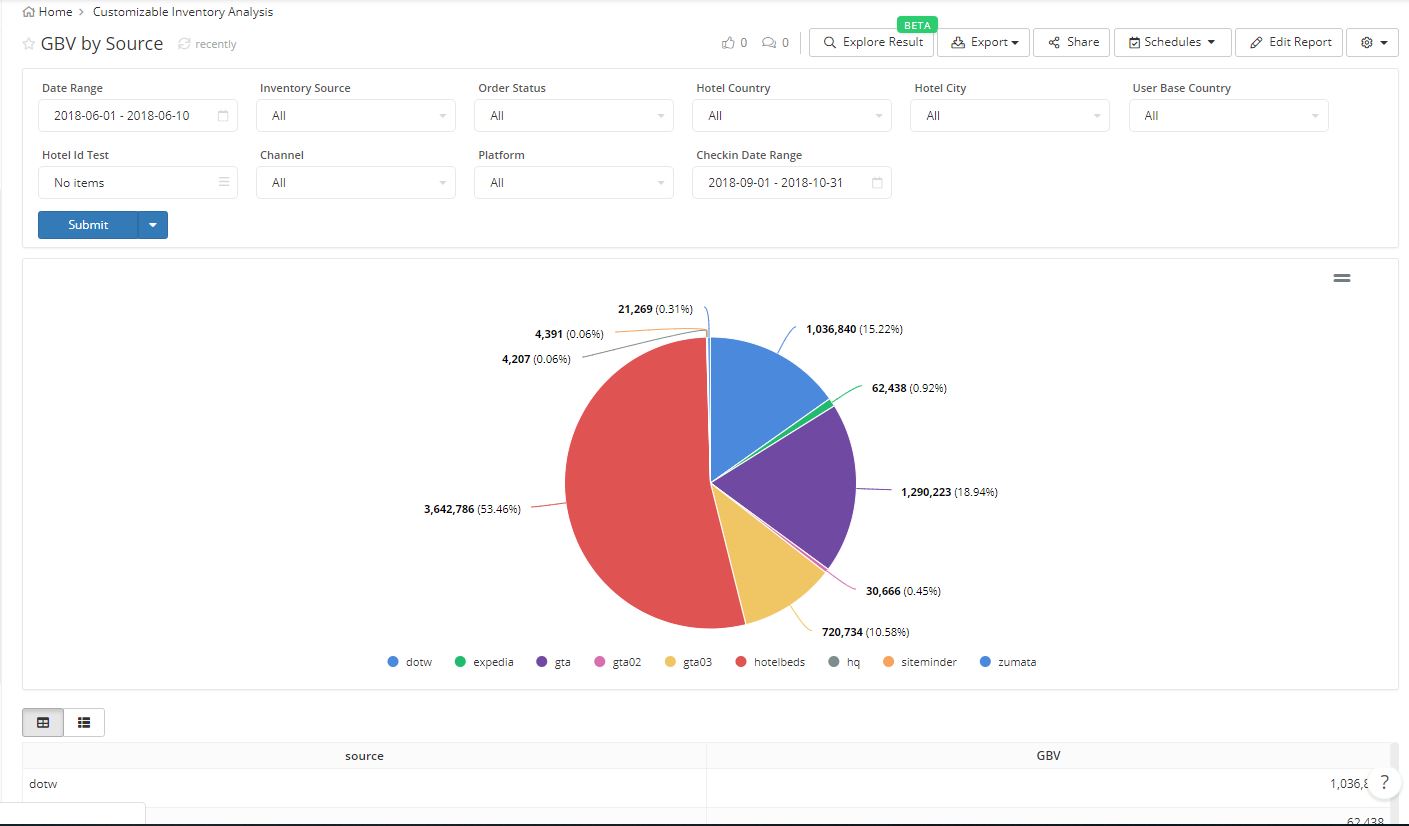 Home > Customizable Inventory Analysis
BETA
GBV by Source recently 0 0 Explore Result Export Share Schedules Edit Report
Date Range Inventory Source Order Status Hotel Country Hotel City User Base Country
2018-06-01 - 2018-06-10 All All All All All
Hotel Id Test Channel Platform Checkin Date Range
No items All All 2018-09-01 - 2018-10-31
Submit
21,269 (0.31%)
1,036,840 (15.22%)
4,391 (0.06%)
4,207 (0.06%)
62,438 (0.92%)
1,290,223 (18.94%)
3,642,786 (53.46%)
30,666 (0.45%)
720,734 (10.58%)
dotw expedia gta gta02 gta03 hotelbeds hq siteminder zumata
source GBV
dotw
?
62,438